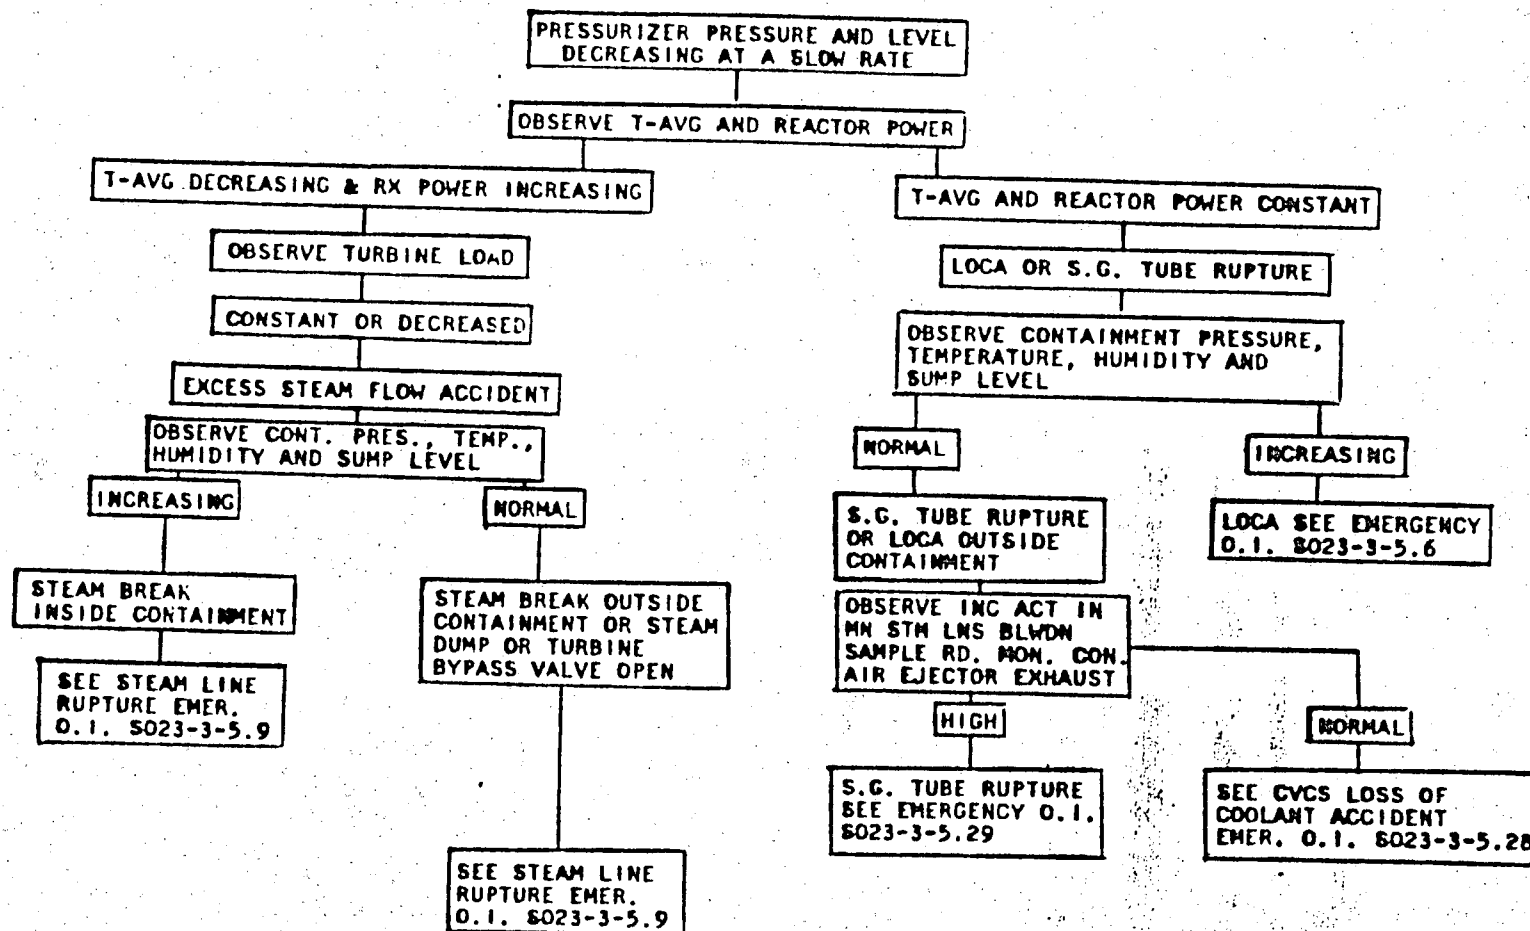 PRESSURIZER PRESSURE AND LEVEL
DECREASING AT A SLOW RATE
OBSERVE T-AVG AND REACTOR POWER
T-AVG DECREASING & RX POWER INCREASING
T-AVG AND REACTOR POWER CONSTANT
OBSERVE TURBINE LOAD
LOCA OR S.G. TUBE RUPTURE
CONSTANT OR DECREASED
OBSERVE CONTAINMENT PRESSURE,
TEMPERATURE, HUMIDITY AND
SUMP LEVEL
EXCESS STEAM FLOW ACCIDENT
OBSERVE CONT. PRES., TEMP.,
HUMIDITY AND SUMP LEVEL
NORMAL
INCREASING
INCREASING
NORMAL
S.G. TUBE RUPTURE
OR LOCA OUTSIDE
CONTAINMENT
LOCA SEE EMERGENCY
O.I. SO23-3-5.6
STEAM BREAK
INSIDE CONTAINMENT
STEAM BREAK OUTSIDE
CONTAINMENT OR STEAM
DUMP OR TURBINE
BYPASS VALVE OPEN
OBSERVE INC ACT IN
MN STM LNS BLWDN
SAMPLE RD. MON. CON.
AIR EJECTOR EXHAUST
SEE STEAM LINE
RUPTURE EMER.
O.I. SO23-3-5.9
HIGH
NORMAL
S.G. TUBE RUPTURE
SEE EMERGENCY O.I.
SO23-3-5.29
SEE CVCS LOSS OF
COOLANT ACCIDENT
EMER. O.I. SO23-3-5.28
SEE STEAM LINE
RUPTURE EMER.
O.I. SO23-3-5.9